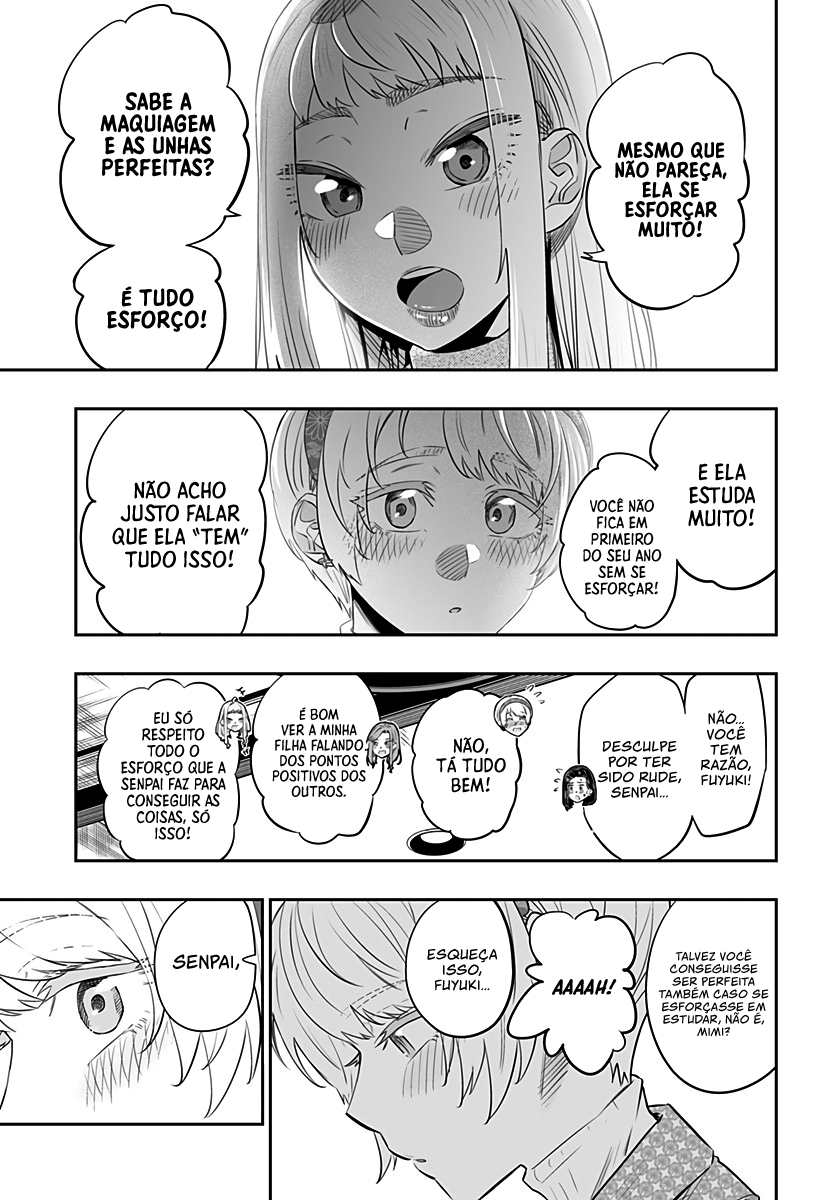 MESMO QUE
NÃO PAREÇA,
ELA SE
ESFORÇAR
MUITO!
SABE A
MAQUIAGEM
E AS UNHAS
PERFEITAS?
É TUDO
ESFORÇO!
E ELA
ESTUDA
MUITO!
VOCÊ NÃO
FICA EM
PRIMEIRO
DO SEU ANO
SEM SE
ESFORÇAR!
NÃO ACHO
JUSTO FALAR
QUE ELA “TEM”
TUDO ISSO!
NÃO...
VOCÊ
TEM
RAZÃO,
FUYUKI!
DESCULPE
POR TER
SIDO RUDE,
SENPAI...
NÃO,
TÁ TUDO
BEM!
É BOM
VER A MINHA
FILHA FALANDO
DOS PONTOS
POSITIVOS DOS
OUTROS.
EU SÓ
RESPEITO
TODO O
ESFORÇO QUE A
SENPAI FAZ PARA
CONSEGUIR AS
COISAS, SÓ
ISSO!
TALVEZ VOCÊ
CONSEGUISSE
SER PERFEITA
TAMBÉM CASO SE
ESFORÇASSE EM
ESTUDAR, NÃO É,
MIMI?
AAAAH!
ESQUEÇA
ISSO,
FUYUKI...
SENPAI,